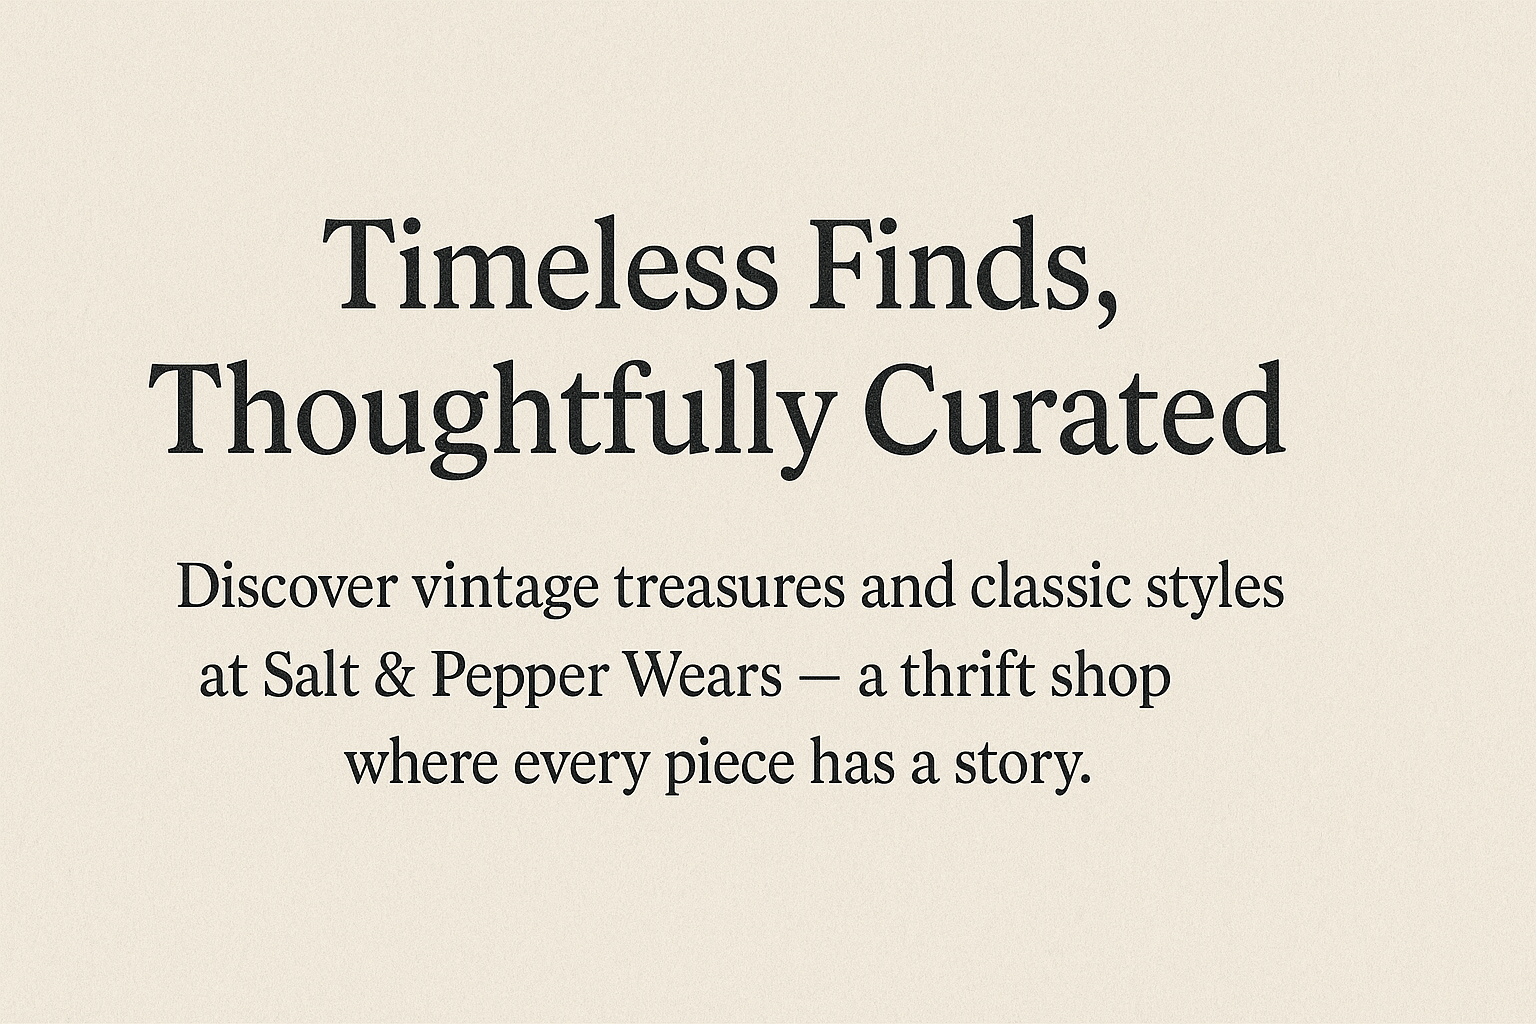 Timeless Finds,
Thoughtfully Curated
Discover vintage treasures and classic styles
at Salt & Pepper Wears — a thrift shop
where every piece has a story.